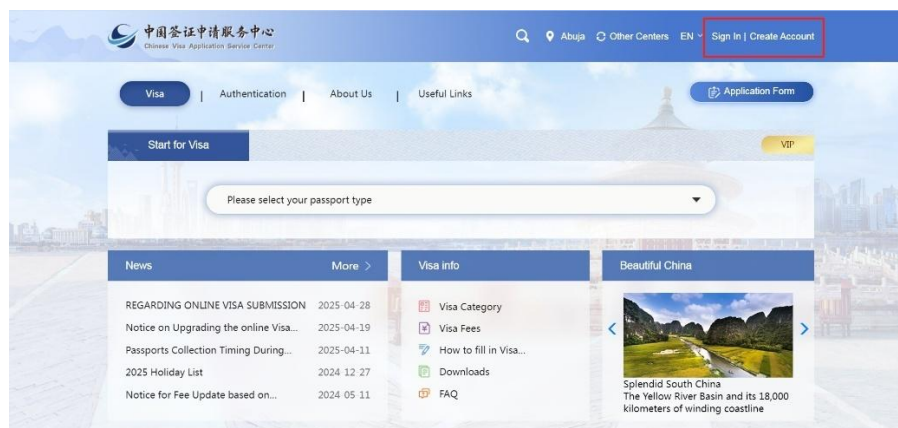 中国签证申请服务中心
Chinese Visa Application Service Center
Abuja
Other Centers
EN
Sign In | Create Account
Visa | Authentication | About Us | Useful Links
Application Form
Start for Visa
VIP
Please select your passport type
News
More >
REGARDING ONLINE VISA SUBMISSION 2025-04-28
Notice on Upgrading the online Visa... 2025-04-19
Passports Collection Timing During... 2025-04-11
2025 Holiday List 2024 12 27
Notice for Fee Update based on... 2024 05 11
Visa info
Visa Category
Visa Fees
How to fill in Visa...
Downloads
FAQ
Beautiful China
Splendid South China
The Yellow River Basin and its 18,000
kilometers of winding coastline